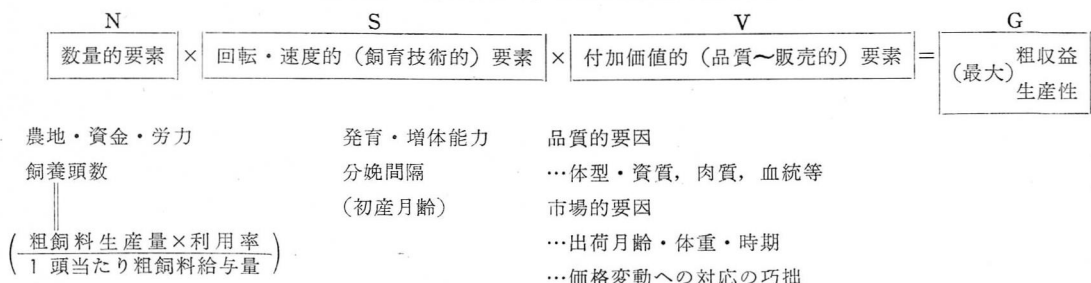 N S V G
数量的要素 × 回転・速度的（飼育技術的）要素 × 付加価値的（品質～販売的）要素 = （最大）粗収益
生産性
農地・資金・労力 発育・増体能力 品質的要因
飼養頭数 分娩間隔 …体型・資質，肉質，血統等
（初産月齢） 市場的要因
（粗飼料生産量×利用率 …出荷月齢・体重・時期
1頭当たり粗飼料給与量） …価格変動への対応の巧拙